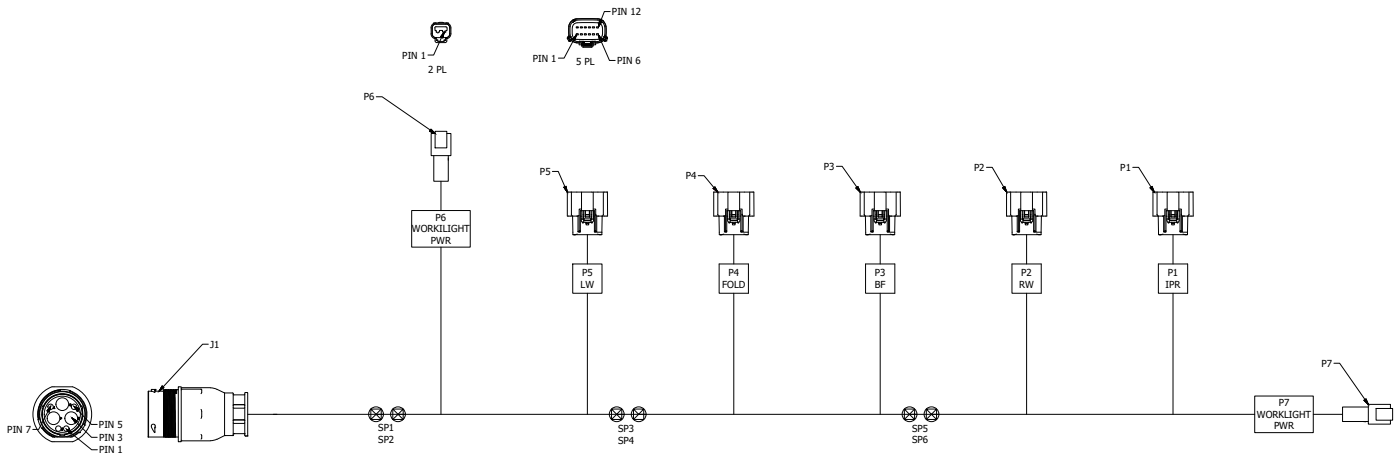 PIN 12
PIN 1
2 PL
PIN 1
5 PL
PIN 6
P6
P5
P4
P3
P2
P1
P6
WORKILIGHT
PWR
P5
LW
P4
FOLD
P3
BF
P2
RW
P1
IPR
J1
P7
PIN 7
PIN 5
PIN 3
PIN 1
SP1
SP2
SP3
SP4
SP5
SP6
P7
WORKLIGHT
PWR